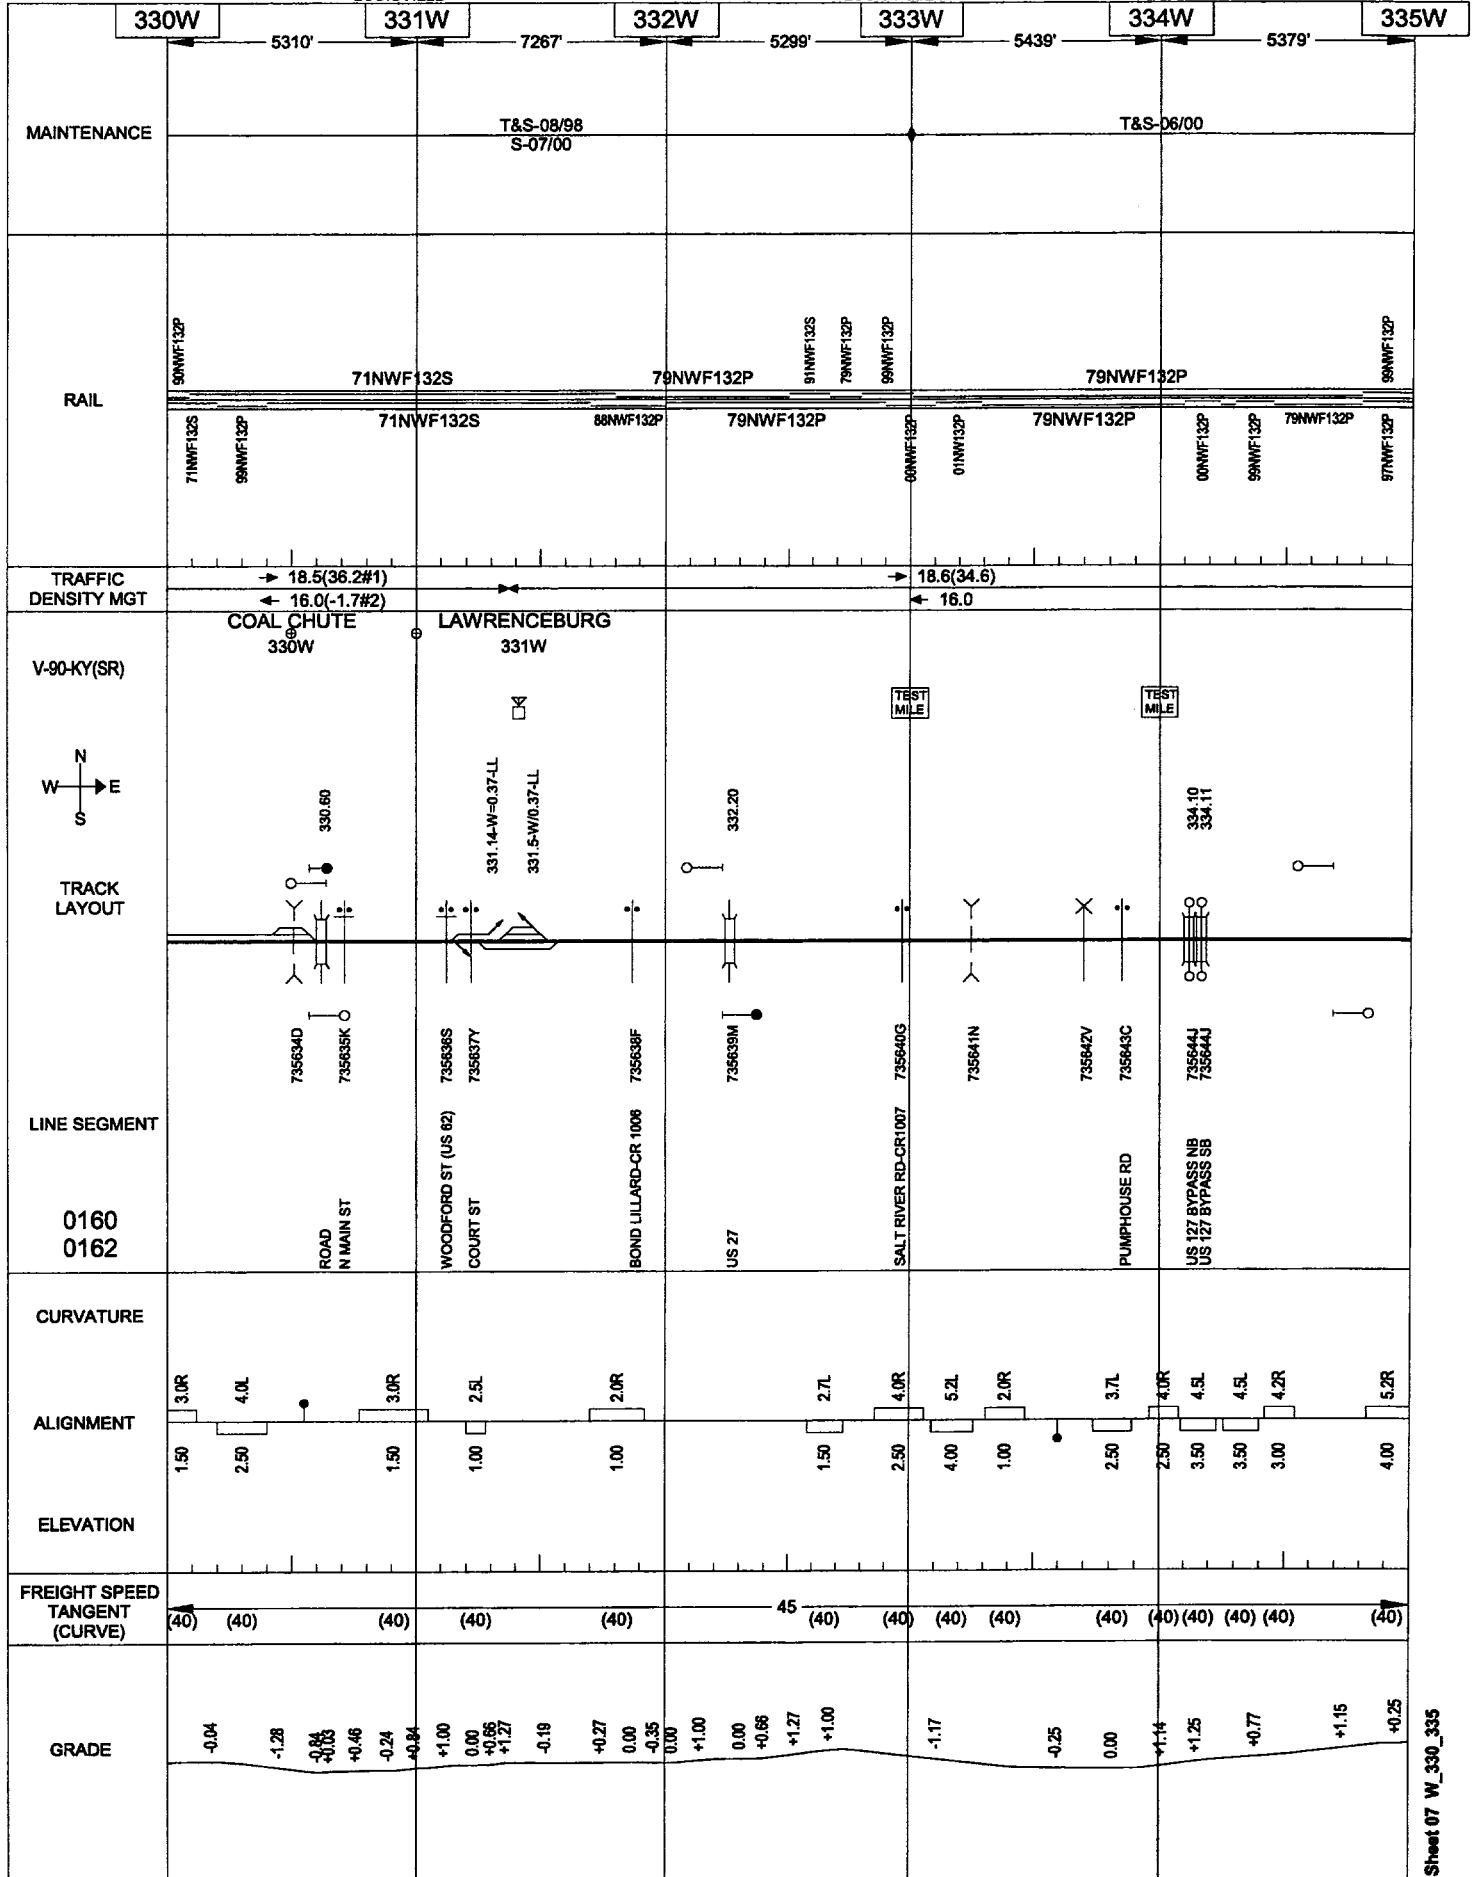 330W 331W 332W 333W 334W 335W
5310' 7267' 5299' 5439' 5379'
MAINTENANCE
T&S-08/98
S-07/00
T&S-06/00
RAIL
90NWF132P 71NWF132S 79NWF132P 91NWF132S 79NWF132P 99NWF132P 79NWF132P 99NWF132P
71NWF132S 99NWF132P 71NWF132S 88NWF132P 79NWF132P 00NWF132P 01NW132P 79NWF132P 00NWF132P 99NWF132P 79NWF132P 97NWF132P
TRAFFIC
DENSITY MGT
18.5(36.2#1) 18.6(34.6)
16.0(-1.7#2) 16.0
COAL CHUTE LAWRENCEBURG
330W 331W
V-90-KY(SR)
TEST
MILE
TEST
MILE
N
W E
S
330.60
331.14-W=0.37-LL
331.5-W/0.37-LL
332.20
334.10
334.11
TRACK
LAYOUT
735634D
735635K
735636S
735637Y
735638F
735639M
735640G
735641N
735642V
735643C
735644J
735644J
LINE SEGMENT
0160
0162
ROAD
N MAIN ST
WOODFORD ST (US 62)
COURT ST
BOND LILLARD-CR 1006
US 27
SALT RIVER RD-CR1007
PUMPHOUSE RD
US 127 BYPASS NB
US 127 BYPASS SB
CURVATURE
3.0R 4.0L 3.0R 2.5L 2.0R 2.7L 4.0R 5.2L 2.0R 3.7L 4.0R 4.5L 4.5L 4.2R 5.2R
ALIGNMENT
1.50 2.50 1.50 1.00 1.00 1.50 2.50 4.00 1.00 2.50 2.50 3.50 3.50 3.00 4.00
ELEVATION
FREIGHT SPEED
TANGENT
(CURVE)
45
(40) (40) (40) (40) (40) (40) (40) (40) (40) (40) (40) (40) (40) (40) (40)
GRADE
-0.04 -1.28 -0.84 +0.03 +0.46 -0.24 +0.84 +1.00 0.00 +0.66 +1.27 -0.19 +0.27 0.00 -0.35 0.00 +1.00 0.00 +0.66 +1.27 +1.00 -1.17 -0.25 0.00 +1.14 +1.25 +0.77 +1.15 +0.25
Sheet 07 W_330_335